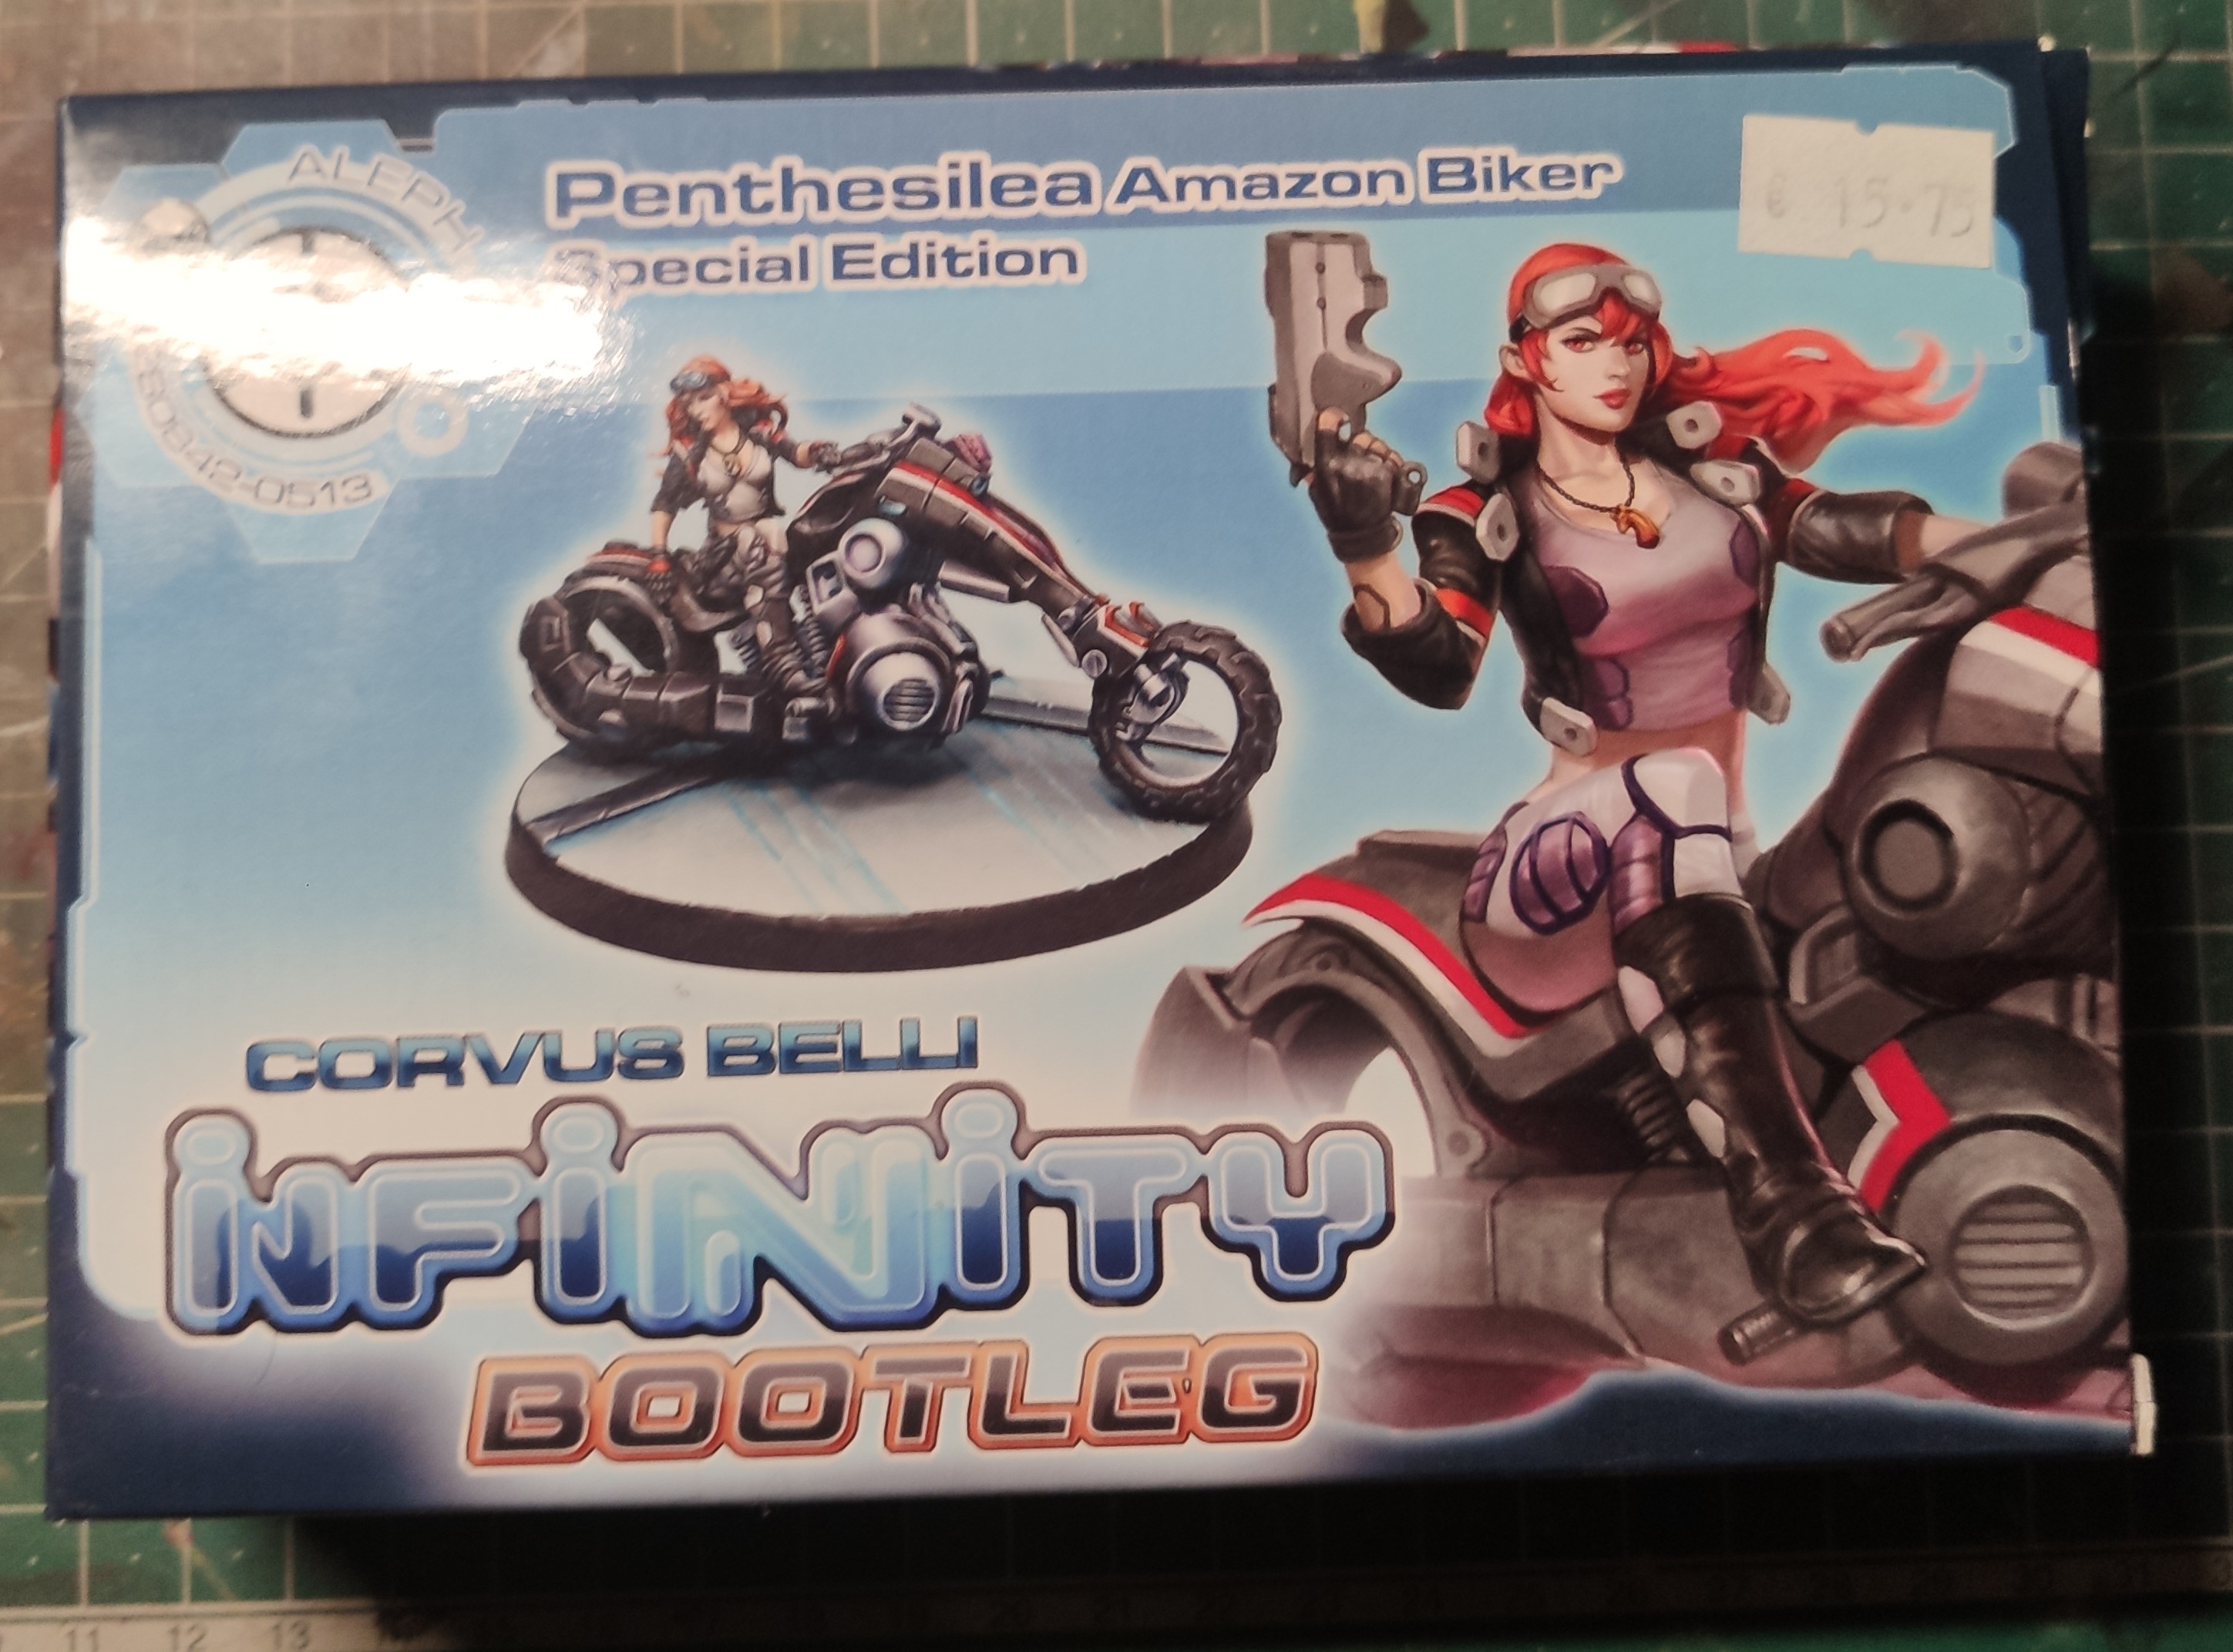 ALEPH
Penthesilea Amazon Biker
Special Edition
€ 15.75
280842-0513
CORVUS BELLI
iNFiNiTY
BOOTLEG
11 12 13